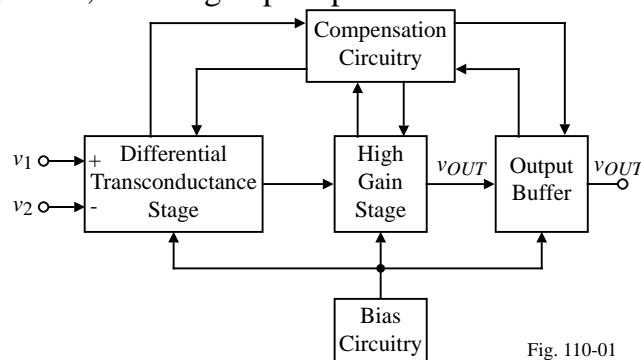 Compensation
Circuitry
v1
+
Differential
Transconductance
Stage
v2
-
High
Gain
Stage
vOUT
Output
Buffer
vOUT
Bias
Circuitry
Fig. 110-01